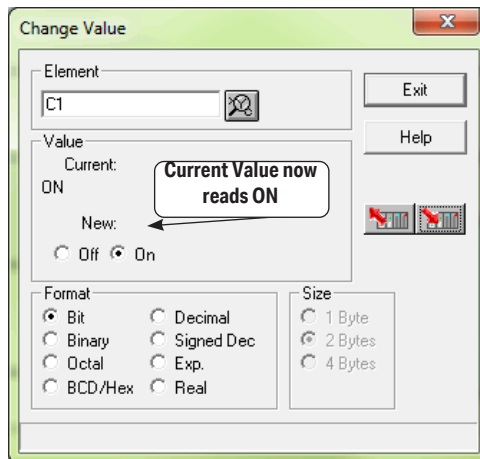 Change Value
Element
C1
Exit
Help
Value
Current:
ON
Current Value now
reads ON
New:
Off On
Format
Bit Decimal
Binary Signed Dec
Octal Exp.
BCD/Hex Real
Size
1 Byte
2 Bytes
4 Bytes